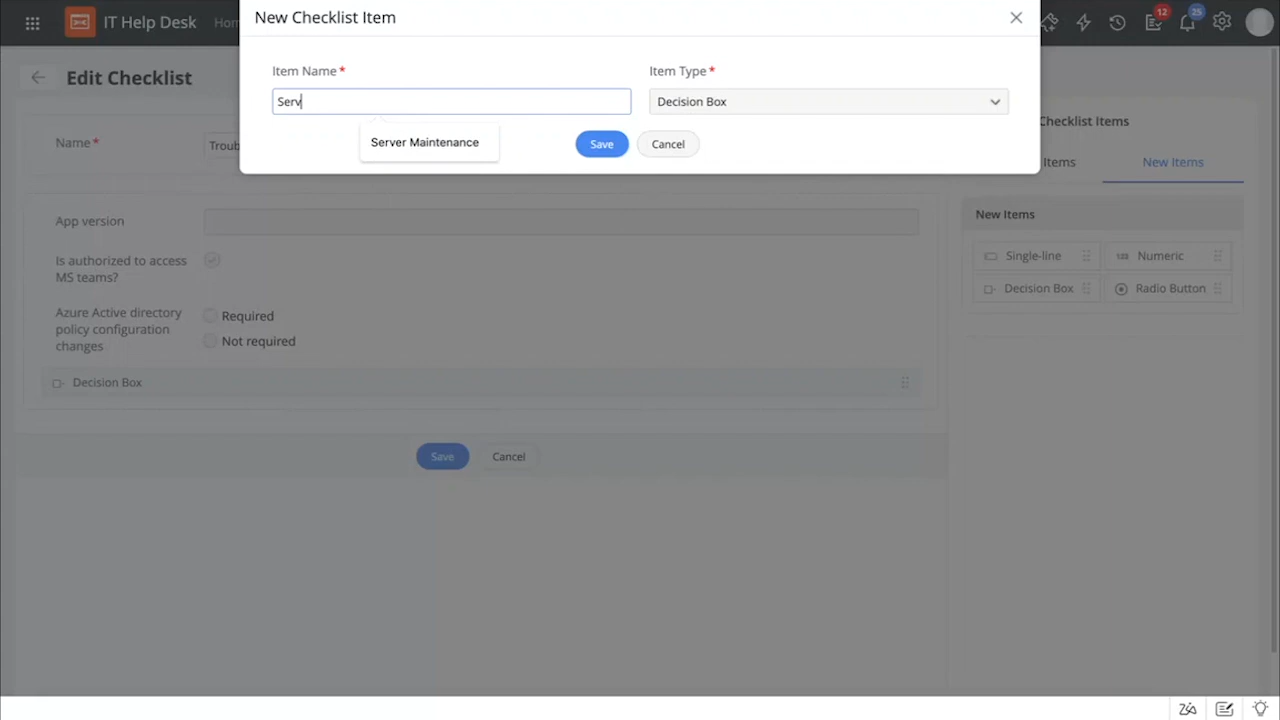 New Checklist Item
IT Help Desk
Hom
12
25
Edit Checklist
Item Name *
Item Type *
Serv
Decision Box
Server Maintenance
Save
Cancel
Name *
Troub
Checklist Items
Items
New Items
App version
New Items
Is authorized to access
MS teams?
Single-line
Numeric
Decision Box
Radio Button
Azure Active directory
policy configuration
changes
Required
Not required
Decision Box
Save
Cancel